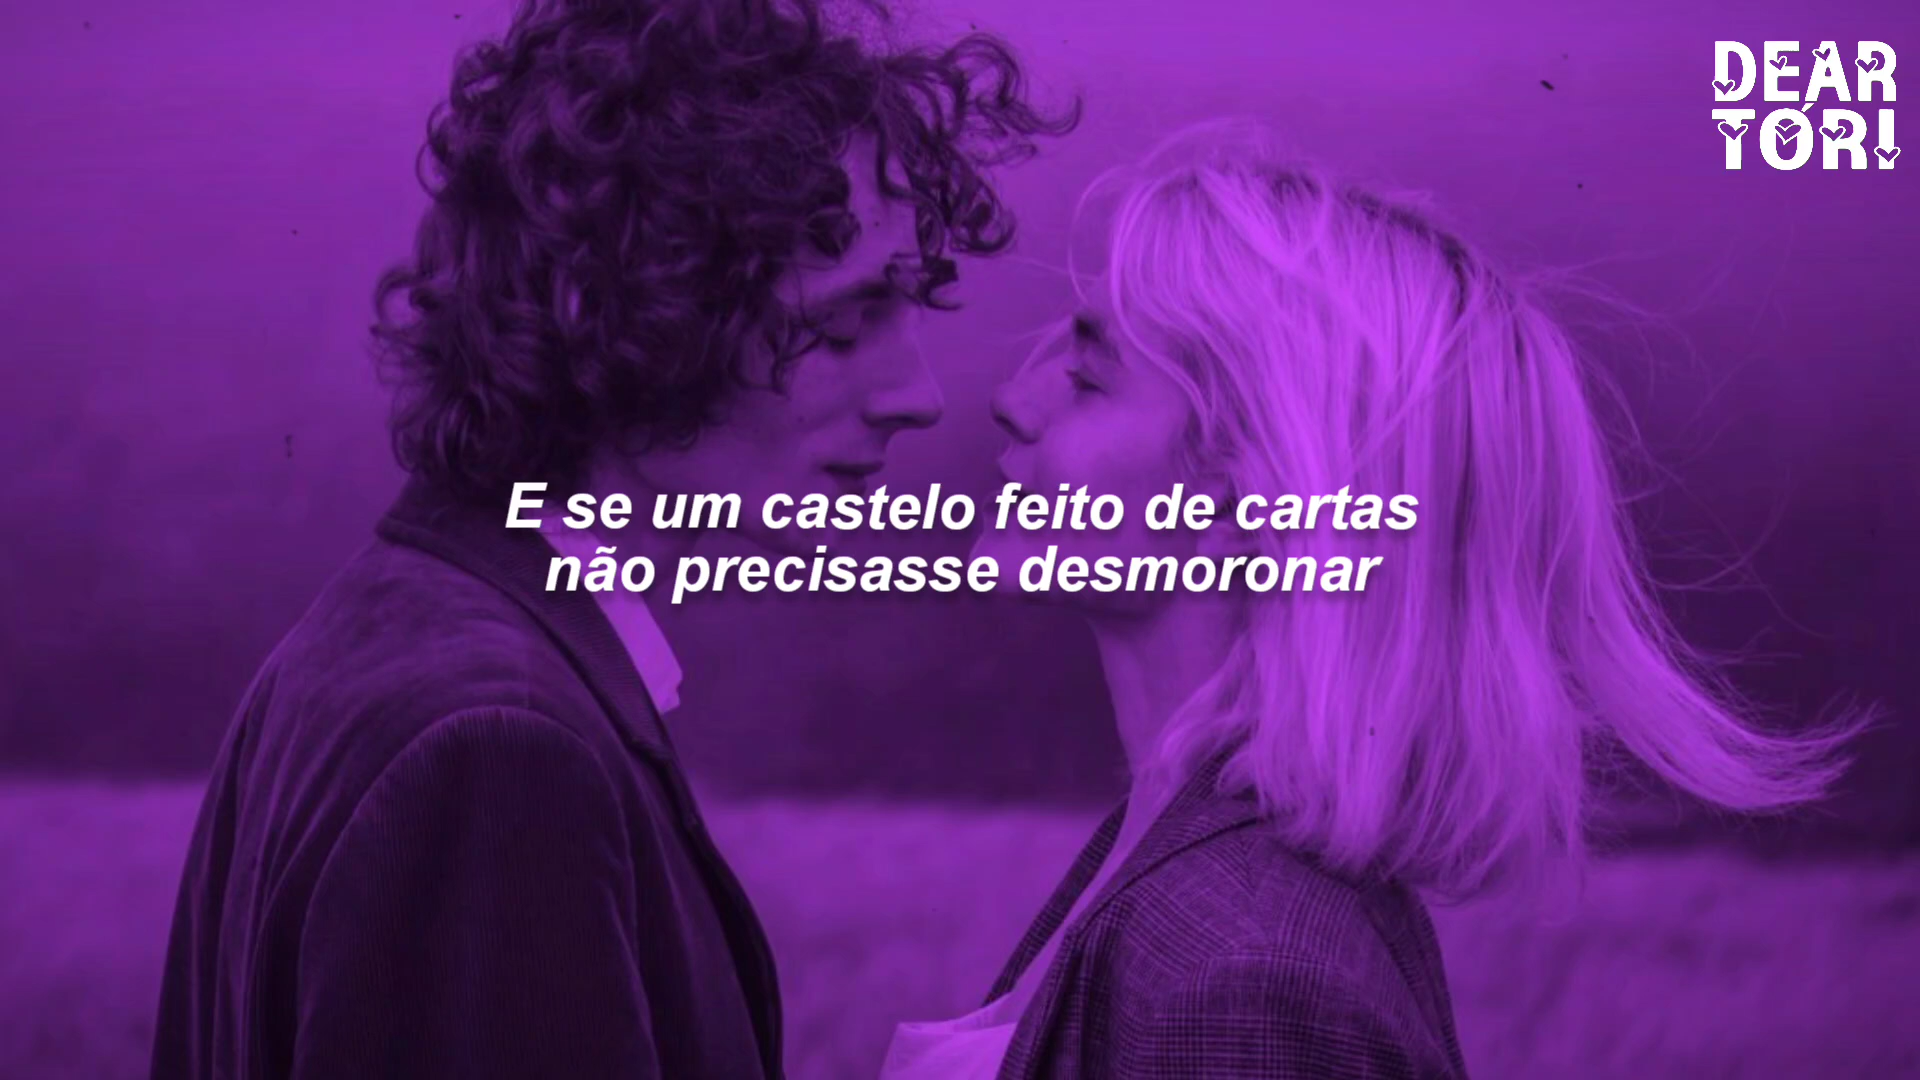 DEAR
TÓRI
E se um castelo feito de cartas
não precisasse desmoronar